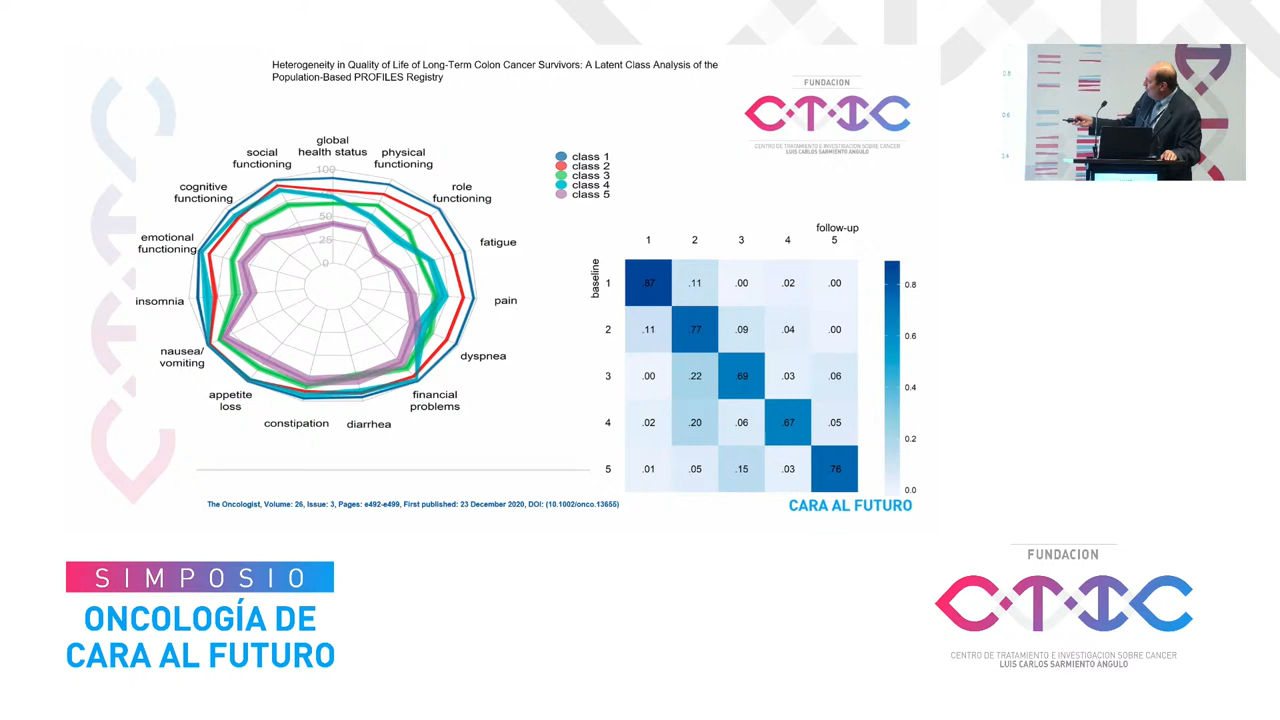 Heterogeneity in Quality of Life of Long-Term Colon Cancer Survivors: A Latent Class Analysis of the
Population-Based PROFILES Registry
FUNDACION
CTIC
CENTRO DE TRATAMIENTO E INVESTIGACION SOBRE CANCER
LUIS CARLOS SARMIENTO ANGULO
global
health status
physical
functioning
role
functioning
fatigue
pain
dyspnea
financial
problems
diarrhea
constipation
appetite
loss
nausea/
vomiting
insomnia
emotional
functioning
cognitive
functioning
social
functioning
100
50
25
0
class 1
class 2
class 3
class 4
class 5
follow-up
1 2 3 4 5
baseline
1 .87 .11 .00 .02 .00
2 .11 .77 .09 .04 .00
3 .00 .22 .69 .03 .06
4 .02 .20 .06 .67 .05
5 .01 .05 .15 .03 .76
0.8
0.6
0.4
0.2
0.0
The Oncologist, Volume: 26, Issue: 3, Pages: e492-e499, First published: 23 December 2020, DOI: (10.1002/onco.13655)
CARA AL FUTURO
CTIC
0.8
0.6
0.4
SIMPOSIO
ONCOLOGÍA DE
CARA AL FUTURO
FUNDACION
CTIC
CENTRO DE TRATAMIENTO E INVESTIGACION SOBRE CANCER
LUIS CARLOS SARMIENTO ANGULO